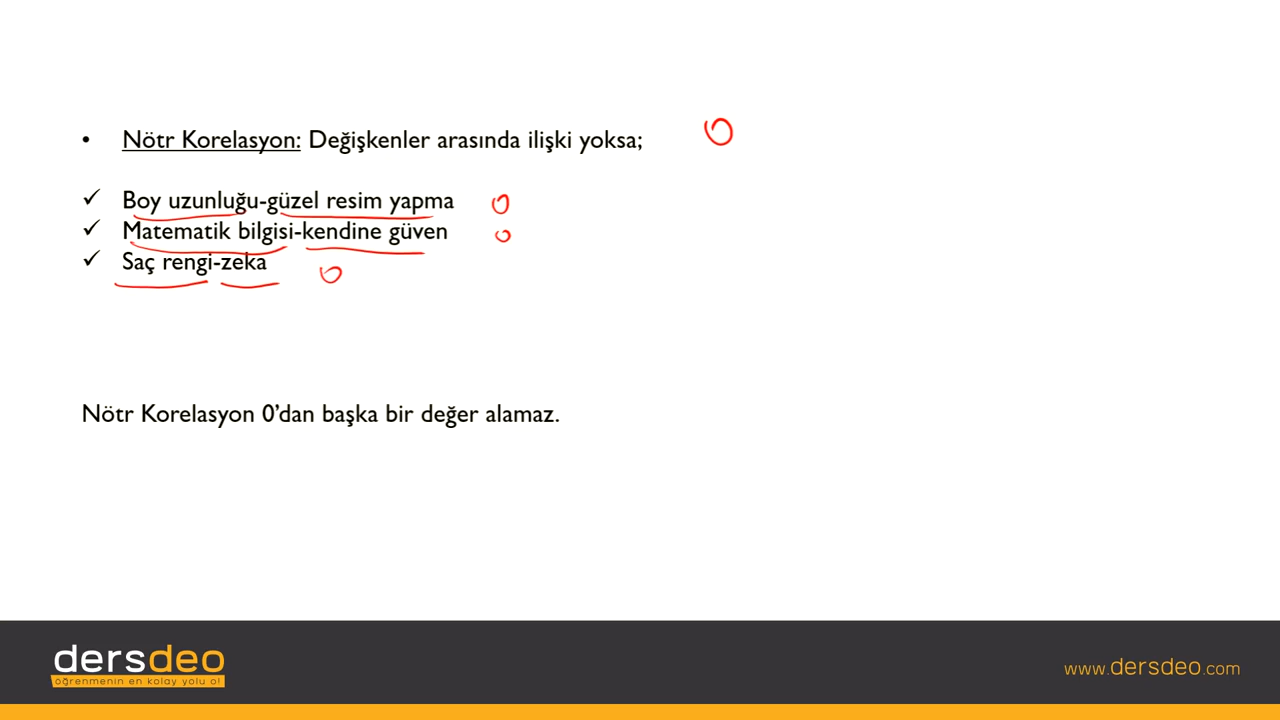 • Nötr Korelasyon: Değişkenler arasında ilişki yoksa; 0
✓ Boy uzunluğu-güzel resim yapma 0
✓ Matematik bilgisi-kendine güven 0
✓ Saç rengi-zeka 0
Nötr Korelasyon 0’dan başka bir değer alamaz.
dersdeo
öğrenmenin en kolay yolu o!
www.dersdeo.com